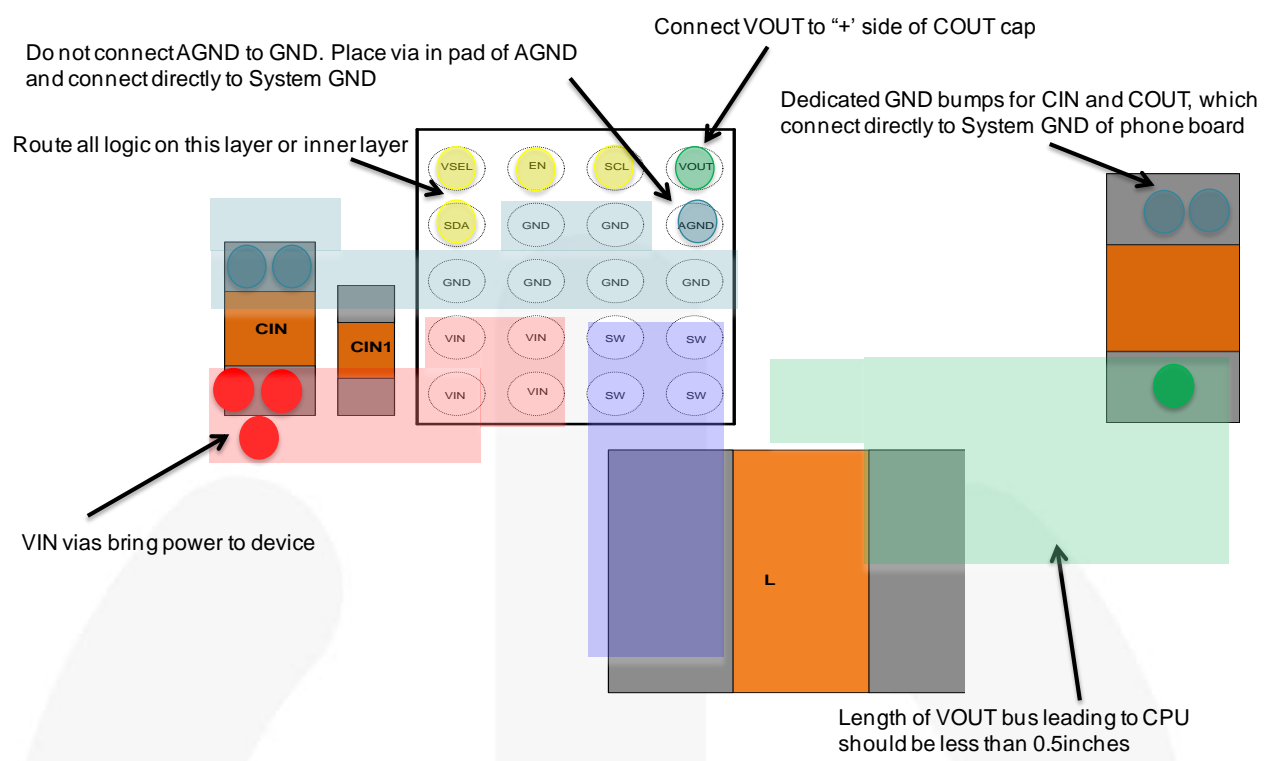 Connect VOUT to “+’ side of COUT cap
Do not connect AGND to GND. Place via in pad of AGND
and connect directly to System GND
Dedicated GND bumps for CIN and COUT, which
connect directly to System GND of phone board
Route all logic on this layer or inner layer
VSEL EN SCL VOUT
SDA GND GND AGND
GND GND GND GND
CIN
CIN1
VIN VIN SW SW
VIN VIN SW SW
VIN vias bring power to device
L
Length of VOUT bus leading to CPU
should be less than 0.5inches